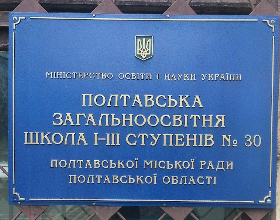 МІНІСТЕРСТВО ОСВІТИ І НАУКИ УКРАЇНИ
ПОЛТАВСЬКА
ЗАГАЛЬНООСВІТНЯ
ШКОЛА І-ІІІ СТУПЕНІВ № 30
ПОЛТАВСЬКОЇ МІСЬКОЇ РАДИ
ПОЛТАВСЬКОЇ ОБЛАСТІ